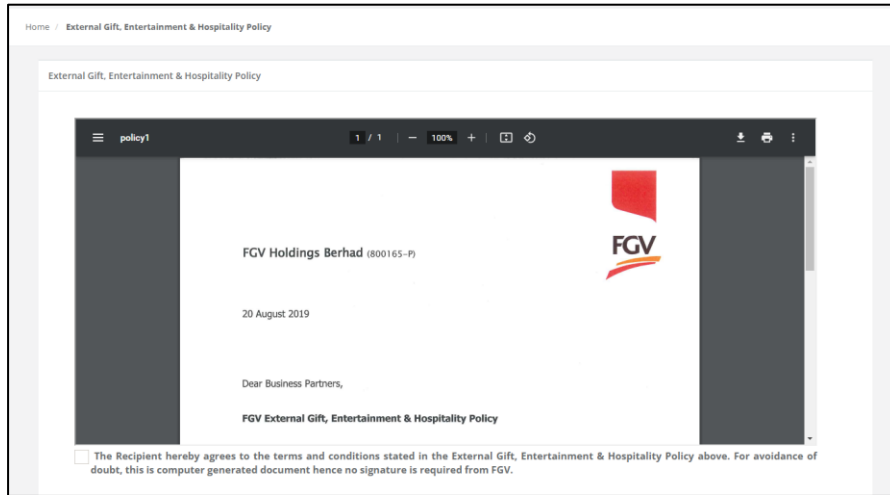 Home / External Gift, Entertainment & Hospitality Policy
External Gift, Entertainment & Hospitality Policy
policy1
1 / 1
100%
FGV
FGV Holdings Berhad (800165-P)
20 August 2019
Dear Business Partners,
FGV External Gift, Entertainment & Hospitality Policy
The Recipient hereby agrees to the terms and conditions stated in the External Gift, Entertainment & Hospitality Policy above. For avoidance of
doubt, this is computer generated document hence no signature is required from FGV.